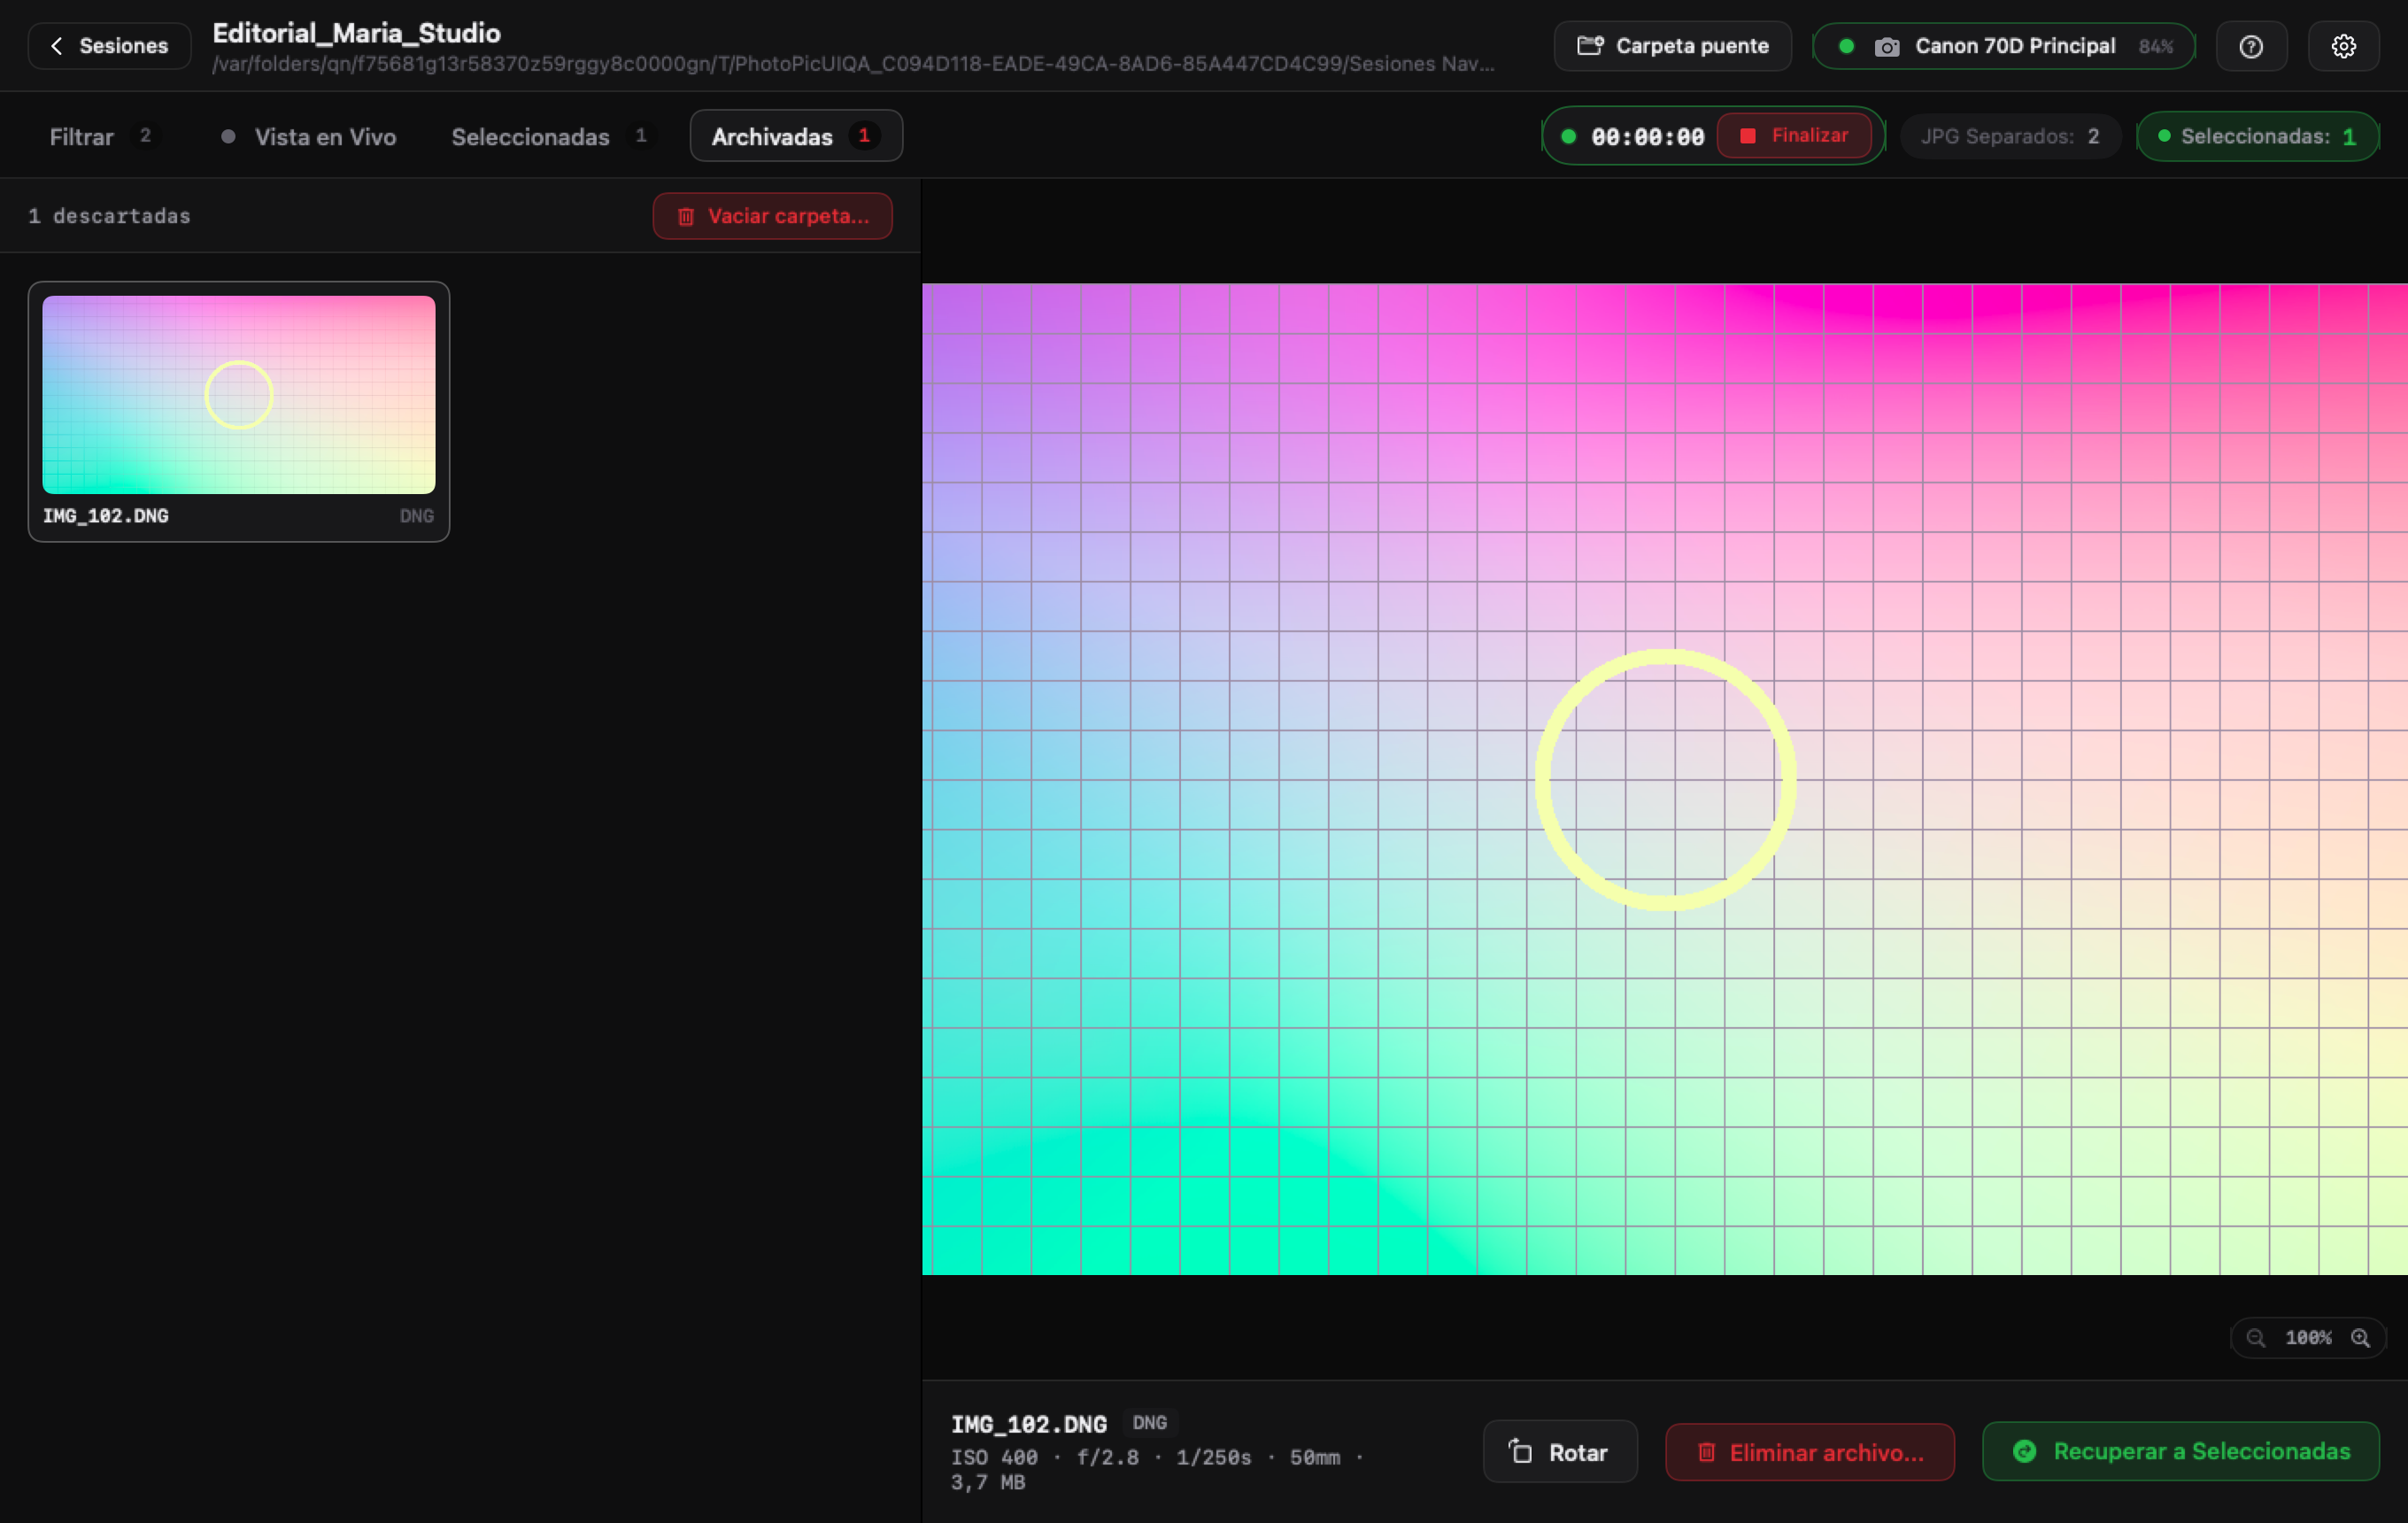 Sesiones
Editorial_Maria_Studio
/var/folders/qn/f75681g13r58370z59rggy8c0000gn/T/PhotoPicUIQA_C094D118-EADE-49CA-8AD6-85A447CD4C99/Sesiones Nav...
Carpeta puente
Canon 70D Principal 84%
Filtrar 2
Vista en Vivo
Seleccionadas 1
Archivadas 1
00:00:00
Finalizar
JPG Separados: 2
Seleccionadas: 1
1 descartadas
Vaciar carpeta...
IMG_102.DNG DNG
100%
IMG_102.DNG DNG
ISO 400 · f/2.8 · 1/250s · 50mm ·
3,7 MB
Rotar
Eliminar archivo...
Recuperar a Seleccionadas